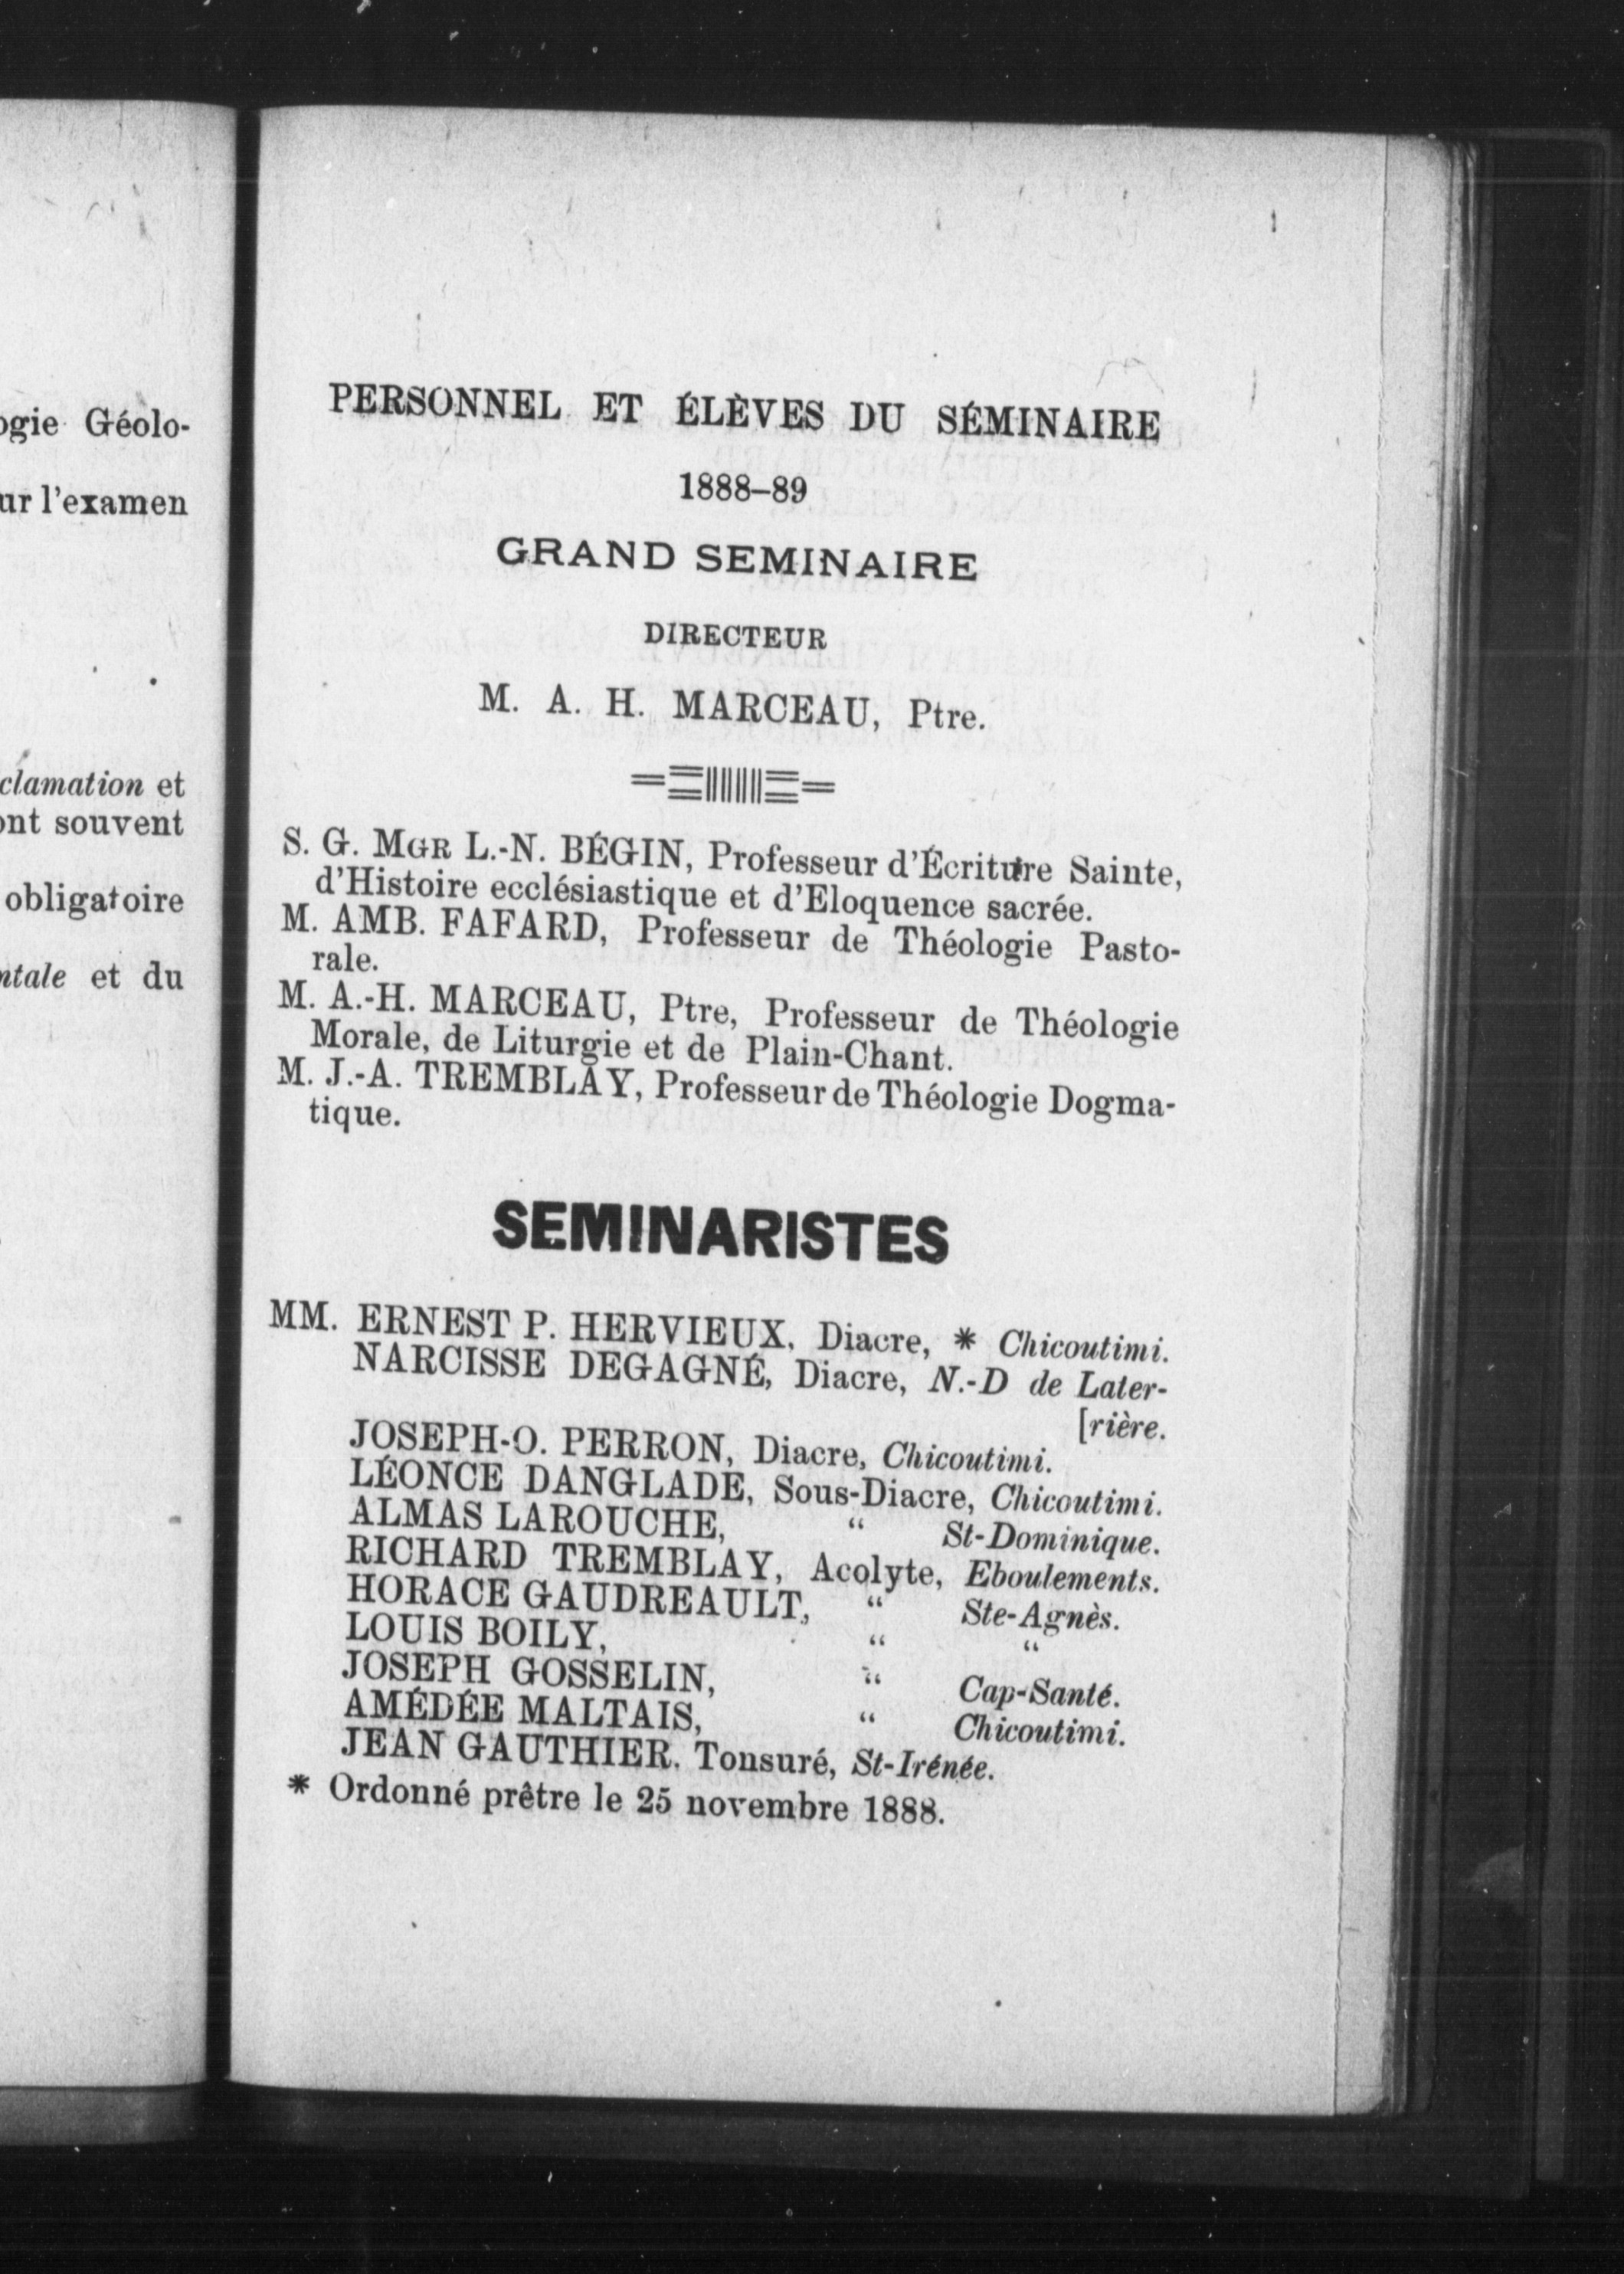 ogie Géolo-
ur l'examen
clamation et
ont souvent
obligatoire
ntale et du
PERSONNEL ET ÉLÈVES DU SÉMINAIRE
1888–89
GRAND SEMINAIRE
DIRECTEUR
M. A. H. MARCEAU, Ptre.
S. G. MGR L.-N. BÉGIN, Professeur d'Écriture Sainte,
d'Histoire ecclésiastique et d'Eloquence sacrée.
M. AMB. FAFARD, Professeur de Théologie Pasto-
rale.
M. A.-H. MARCEAU, Ptre, Professeur de Théologie
Morale, de Liturgie et de Plain-Chant.
M. J.-A. TREMBLAY, Professeur de Théologie Dogma-
tique.
SEMINARISTES
MM. ERNEST P. HERVIEUX, Diacre, * Chicoutimi.
NARCISSE DEGAGNÉ, Diacre, N.-D de Later-
[rière.
JOSEPH-O. PERRON, Diacre, Chicoutimi.
LÉONCE DANGLADE, Sous-Diacre, Chicoutimi.
ALMAS LAROUCHE, “ St-Dominique.
RICHARD TREMBLAY, Acolyte, Eboulements.
HORACE GAUDREAULT, “ Ste-Agnès.
LOUIS BOILY, “ “
JOSEPH GOSSELIN, “ Cap-Santé.
AMÉDÉE MALTAIS, “ Chicoutimi.
JEAN GAUTHIER. Tonsuré, St-Irénée.
* Ordonné prêtre le 25 novembre 1888.